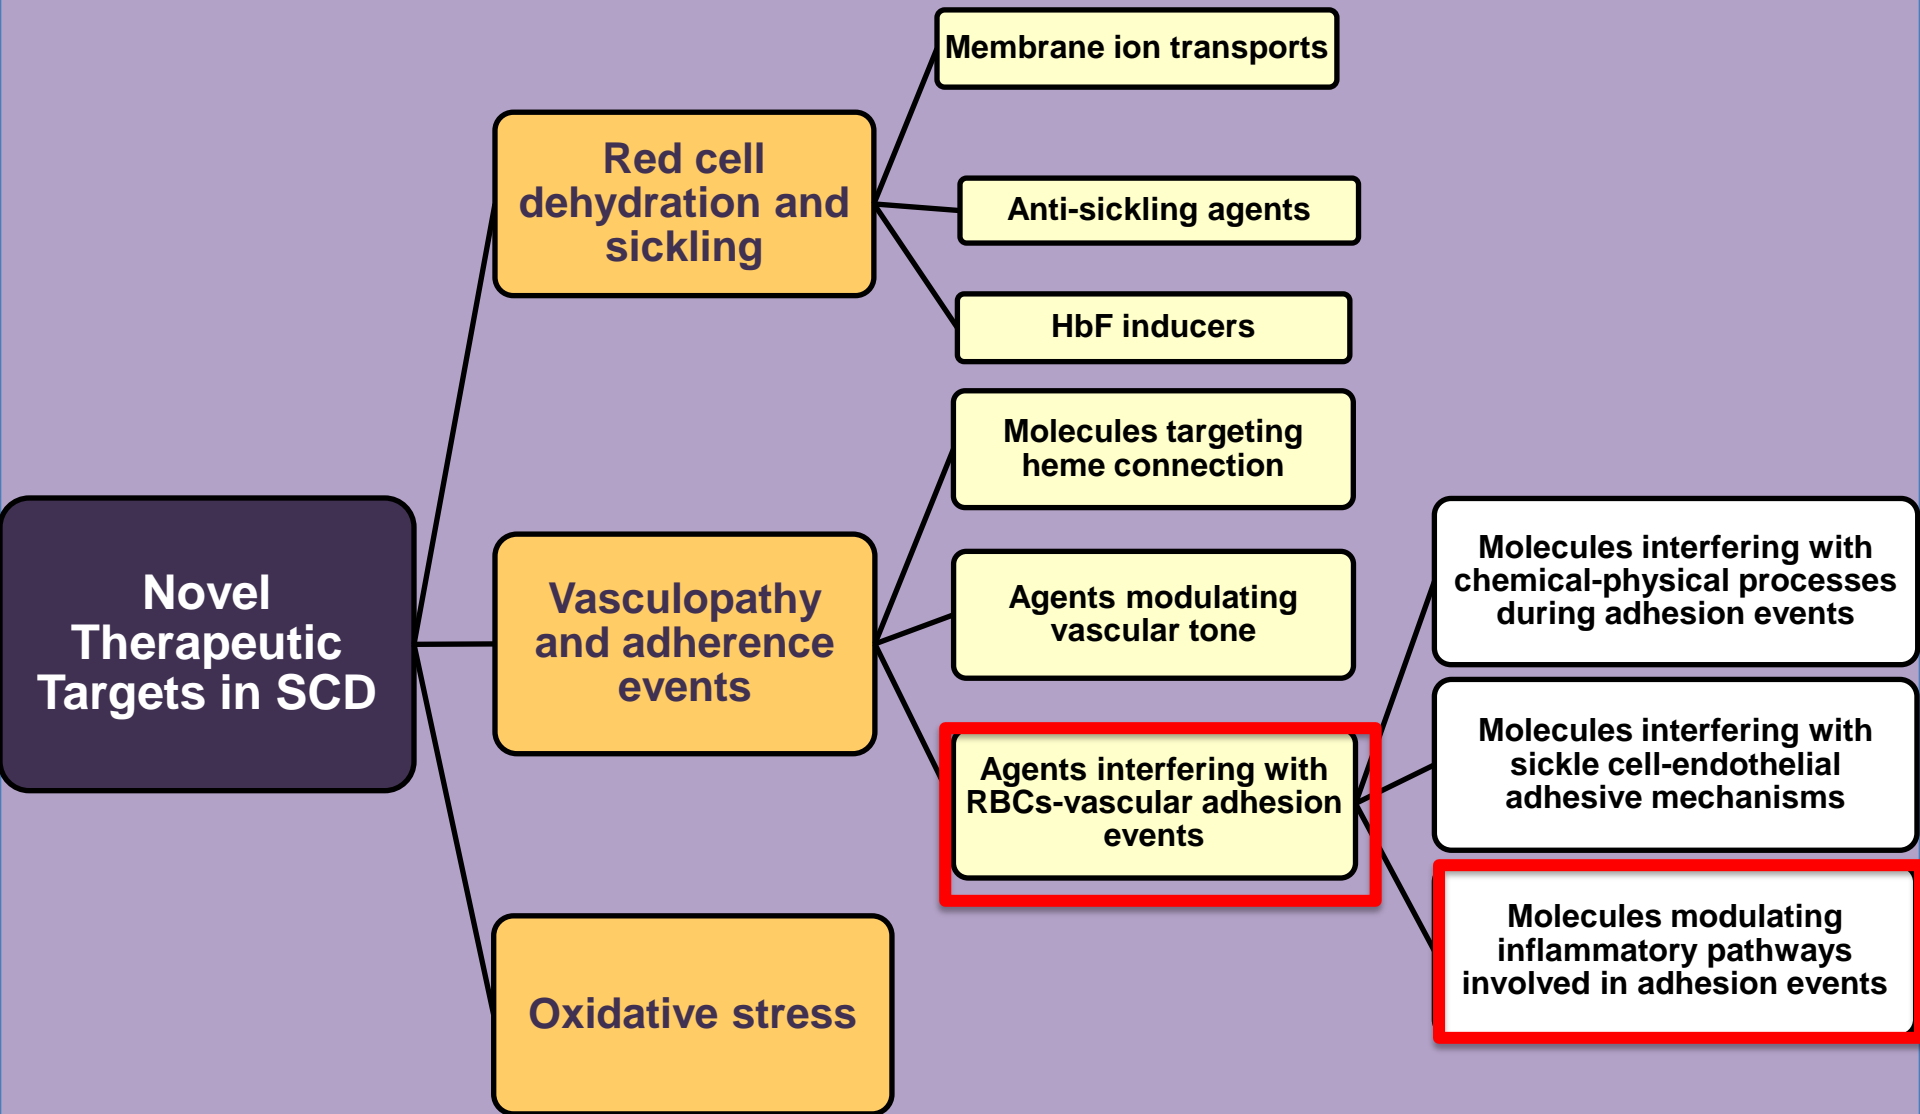 Novel
Therapeutic
Targets in SCD
Red cell
dehydration and
sickling
Membrane ion transports
Anti-sickling agents
HbF inducers
Vasculopathy
and adherence
events
Molecules targeting
heme connection
Agents modulating
vascular tone
Agents interfering with
RBCs-vascular adhesion
events
Molecules interfering with
chemical-physical processes
during adhesion events
Molecules interfering with
sickle cell-endothelial
adhesive mechanisms
Molecules modulating
inflammatory pathways
involved in adhesion events
Oxidative stress